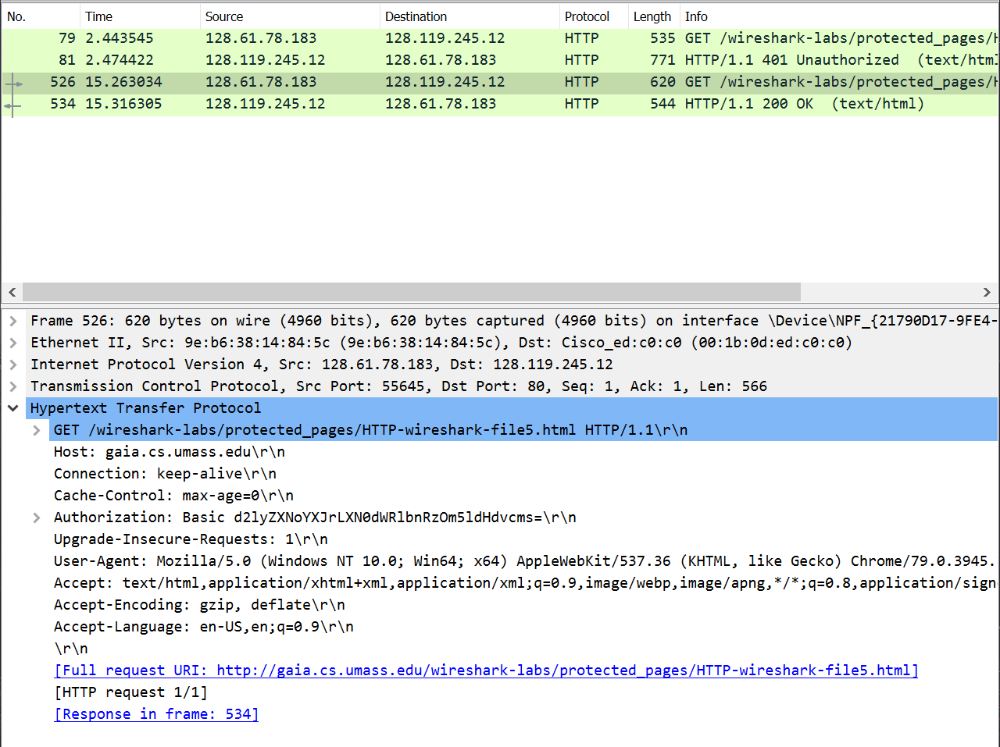 No. Time Source Destination Protocol Length Info
79 2.443545 128.61.78.183 128.119.245.12 HTTP 535 GET /wireshark-labs/protected_pages/H
81 2.474422 128.119.245.12 128.61.78.183 HTTP 771 HTTP/1.1 401 Unauthorized (text/html
526 15.263034 128.61.78.183 128.119.245.12 HTTP 620 GET /wireshark-labs/protected_pages/H
534 15.316305 128.119.245.12 128.61.78.183 HTTP 544 HTTP/1.1 200 OK (text/html)
Frame 526: 620 bytes on wire (4960 bits), 620 bytes captured (4960 bits) on interface \Device\NPF_{21790D17-9FE4-
Ethernet II, Src: 9e:b6:38:14:84:5c (9e:b6:38:14:84:5c), Dst: Cisco_ed:c0:c0 (00:1b:0d:ed:c0:c0)
Internet Protocol Version 4, Src: 128.61.78.183, Dst: 128.119.245.12
Transmission Control Protocol, Src Port: 55645, Dst Port: 80, Seq: 1, Ack: 1, Len: 566
Hypertext Transfer Protocol
GET /wireshark-labs/protected_pages/HTTP-wireshark-file5.html HTTP/1.1\r\n
Host: gaia.cs.umass.edu\r\n
Connection: keep-alive\r\n
Cache-Control: max-age=0\r\n
Authorization: Basic d2lyZXNoYXJrLXN0dWRlbnRzOm5ldHdvcms=\r\n
Upgrade-Insecure-Requests: 1\r\n
User-Agent: Mozilla/5.0 (Windows NT 10.0; Win64; x64) AppleWebKit/537.36 (KHTML, like Gecko) Chrome/79.0.3945.
Accept: text/html,application/xhtml+xml,application/xml;q=0.9,image/webp,image/apng,*/*;q=0.8,application/sign
Accept-Encoding: gzip, deflate\r\n
Accept-Language: en-US,en;q=0.9\r\n
\r\n
[Full request URI: http://gaia.cs.umass.edu/wireshark-labs/protected_pages/HTTP-wireshark-file5.html]
[HTTP request 1/1]
[Response in frame: 534]